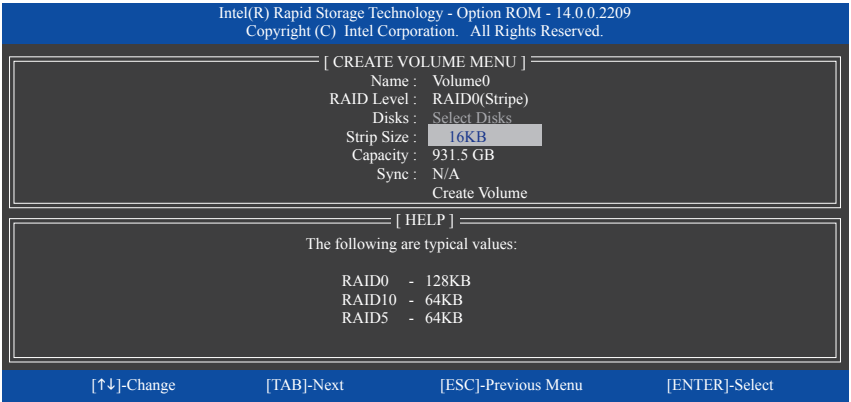 Intel(R) Rapid Storage Technology - Option ROM - 14.0.0.2209
Copyright (C) Intel Corporation. All Rights Reserved.
[ CREATE VOLUME MENU ]
Name : Volume0
RAID Level : RAID0(Stripe)
Disks : Select Disks
Strip Size : 16KB
Capacity : 931.5 GB
Sync : N/A
Create Volume
[ HELP ]
The following are typical values:
RAID0 - 128KB
RAID10 - 64KB
RAID5 - 64KB
[↑↓]-Change [TAB]-Next [ESC]-Previous Menu [ENTER]-Select